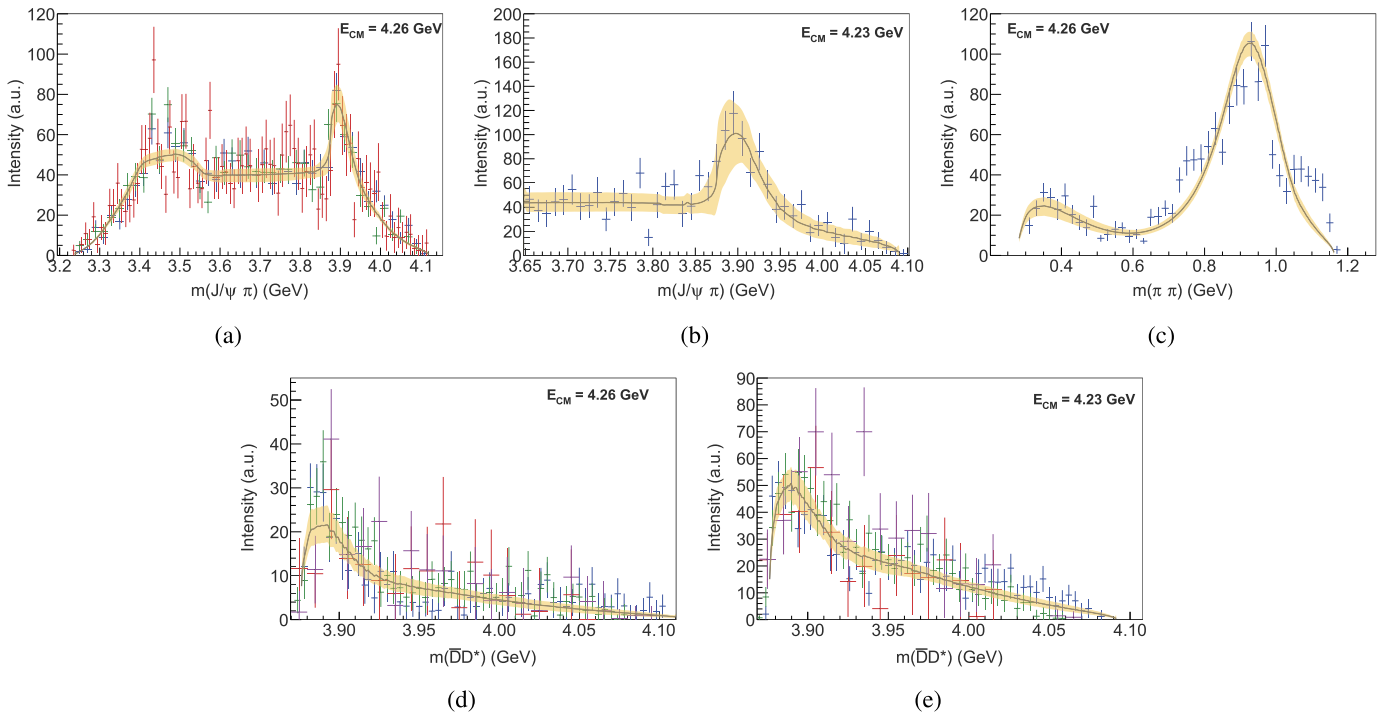 E_CM = 4.26 GeV
Intensity (a.u.)
120
100
80
60
40
20
0
3.2 3.3 3.4 3.5 3.6 3.7 3.8 3.9 4.0 4.1
m(J/ψ π) (GeV)
(a)
E_CM = 4.23 GeV
Intensity (a.u.)
200
180
160
140
120
100
80
60
40
20
0
3.65 3.70 3.75 3.80 3.85 3.90 3.95 4.00 4.05 4.10
m(J/ψ π) (GeV)
(b)
E_CM = 4.26 GeV
Intensity (a.u.)
120
100
80
60
40
20
0
0.4 0.6 0.8 1.0 1.2
m(π π) (GeV)
(c)
E_CM = 4.26 GeV
Intensity (a.u.)
50
40
30
20
10
0
3.90 3.95 4.00 4.05 4.10
m(D̅D*) (GeV)
(d)
E_CM = 4.23 GeV
Intensity (a.u.)
90
80
70
60
50
40
30
20
10
0
3.90 3.95 4.00 4.05 4.10
m(D̅D*) (GeV)
(e)